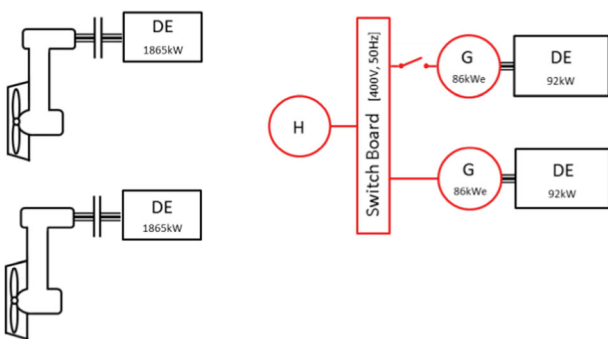 DE
1865kW
DE
1865kW
H
Switch Board [400V, 50Hz]
G
86kWe
DE
92kW
G
86kWe
DE
92kW